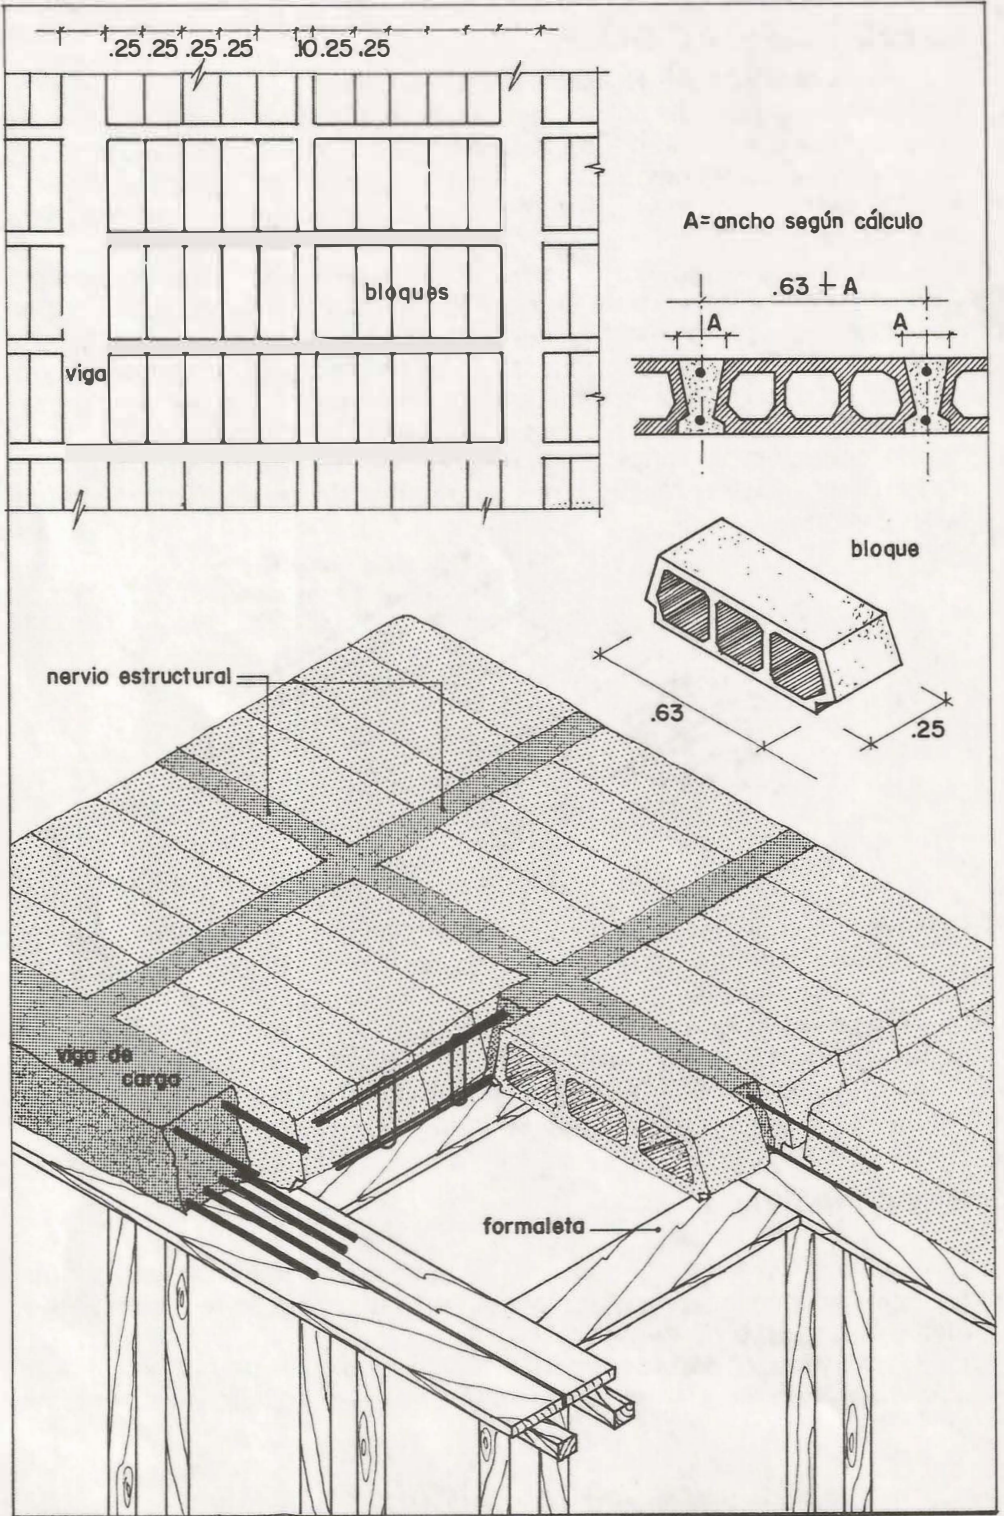 .25 .25 .25 .25 .10 .25 .25
A=ancho según cálculo
.63 + A
A A
bloques
viga
bloque
.63
.25
nervio estructural
viga de
carga
formaleta